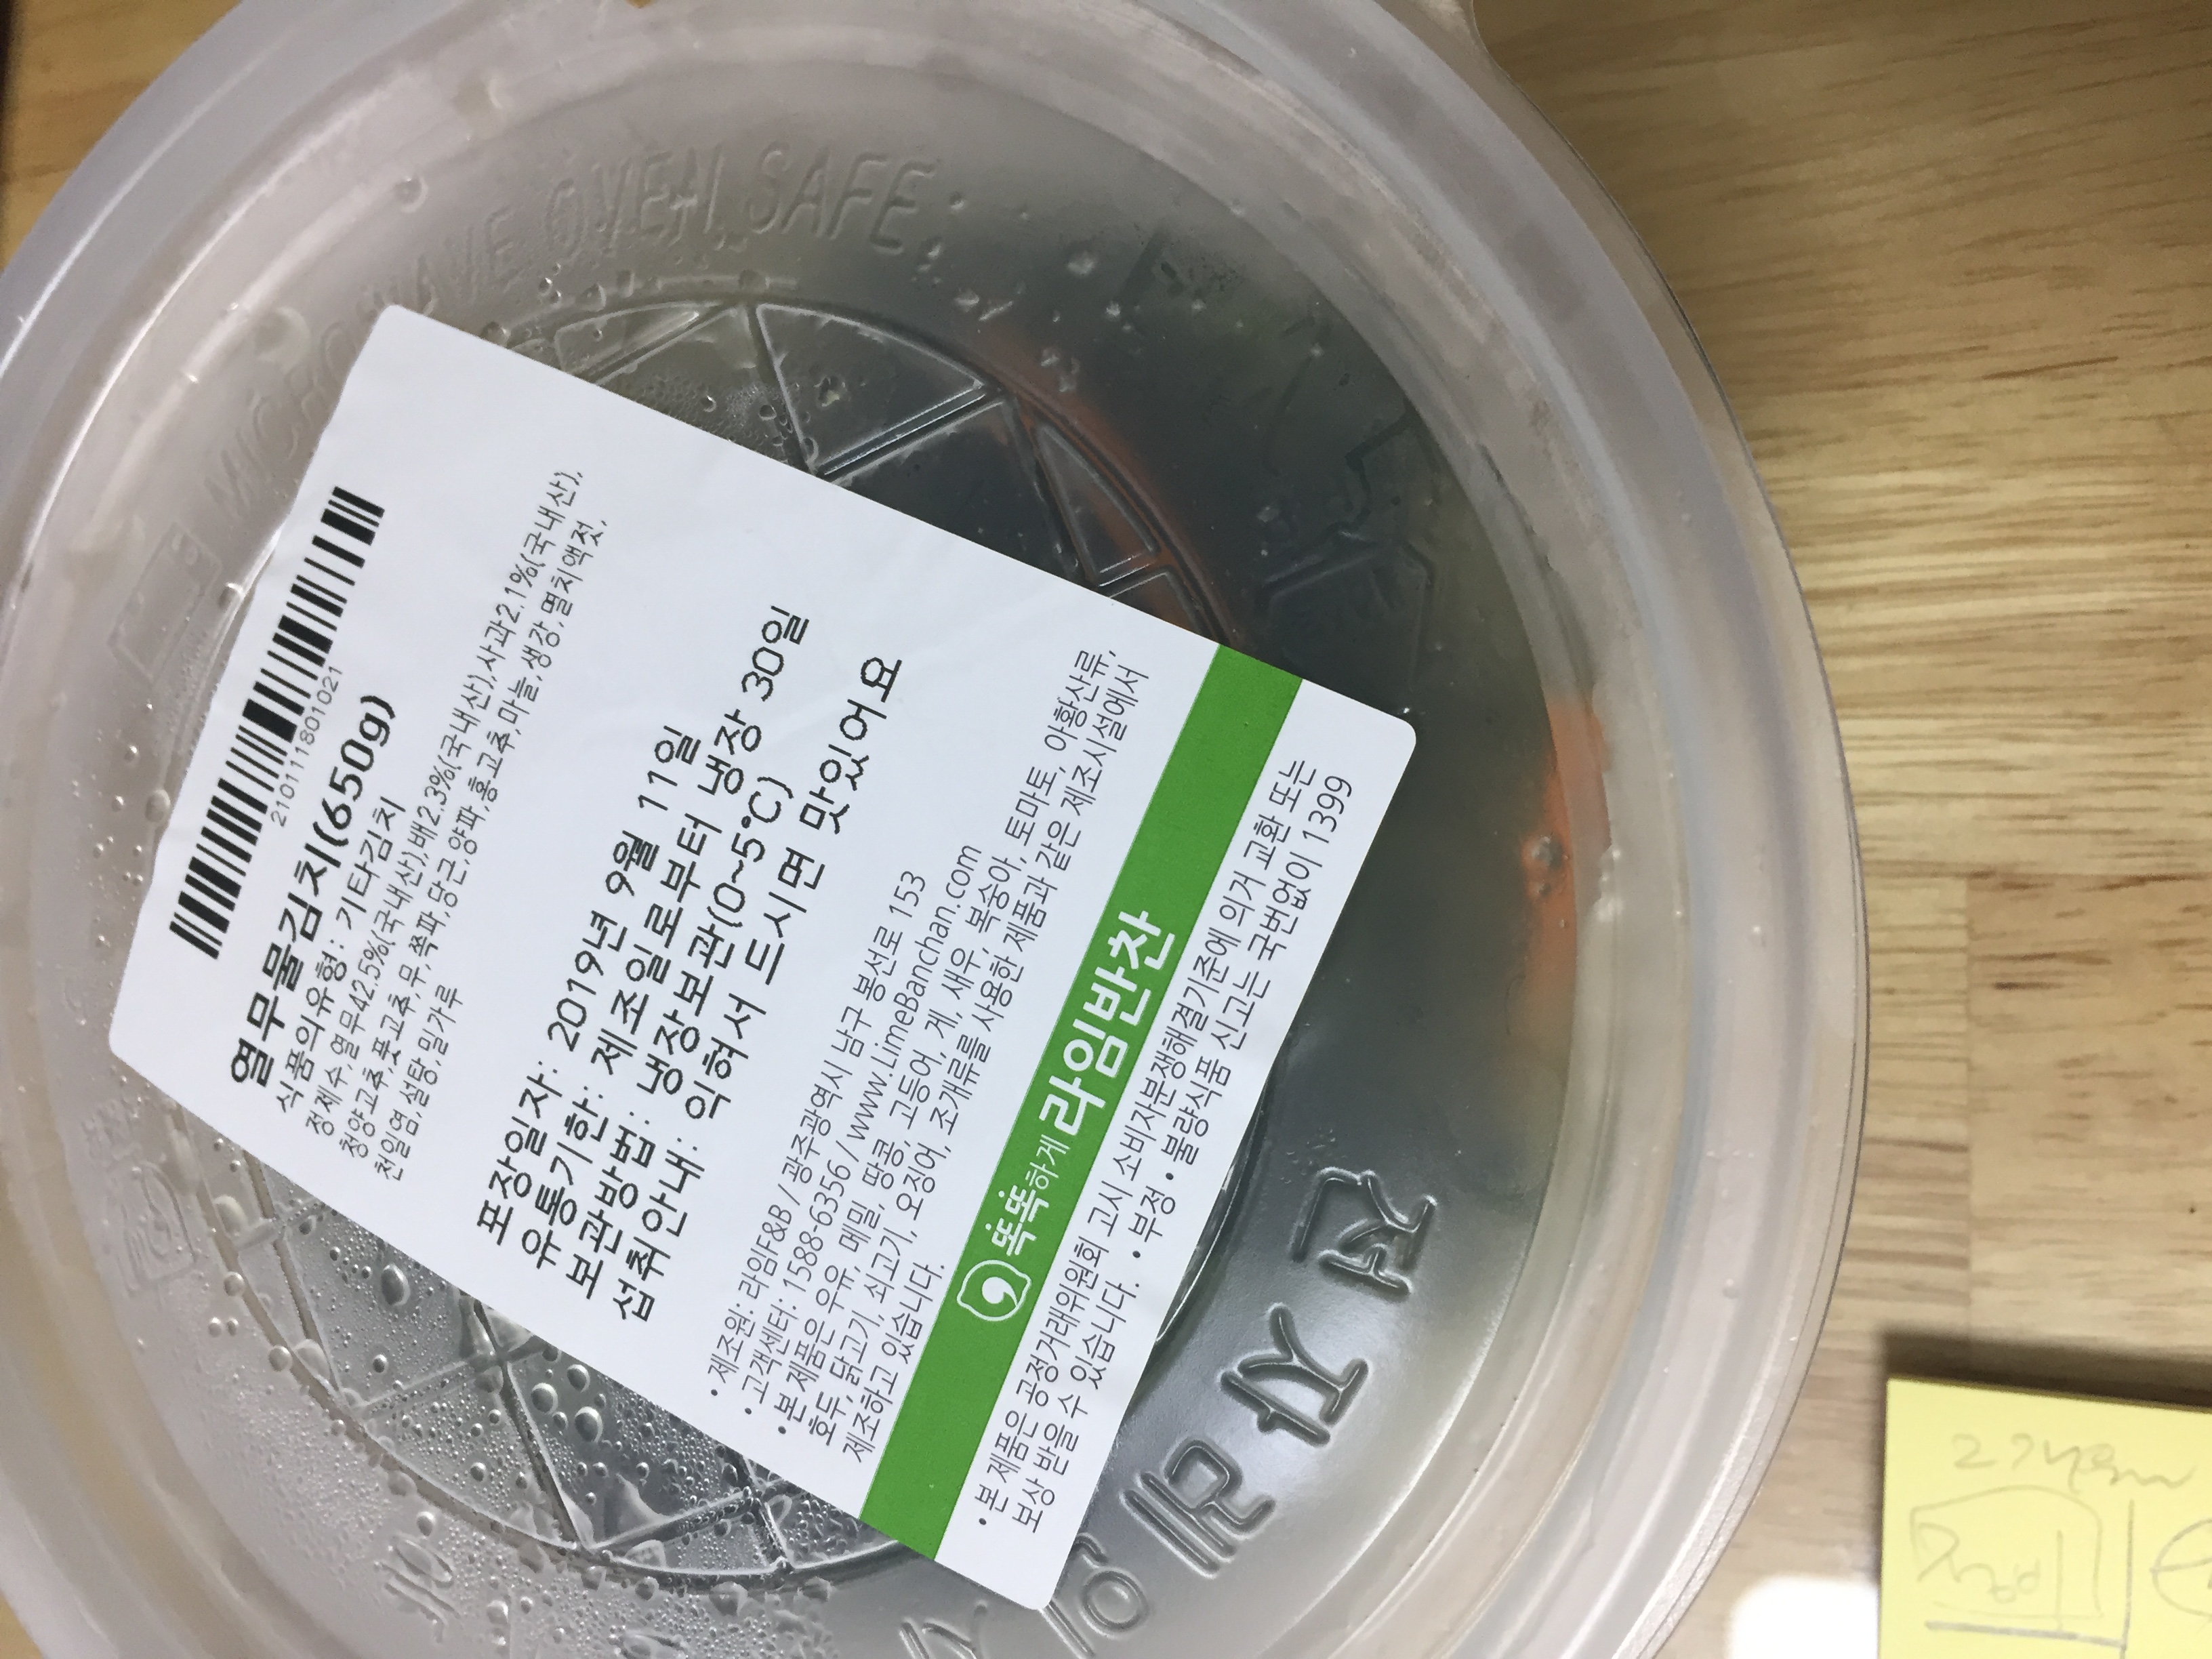 MICROWAVE OVEN SAFE
2101111801021
열무물김치(650g)
식품의유형: 기타김치
정제수,열무42.5%(국내산),배2.3%(국내산),사과2.1%(국내산),
청양고추,풋고추,무,쪽파,당근,양파,홍고추,마늘,생강,멸치액젓,
천일염,설탕,밀가루
포장일자: 2019년 9월 11일
유통기한: 제조일로부터 냉장 30일
보관방법: 냉장보관(0~5℃)
섭취안내: 익혀서 드시면 맛있어요
• 제조원: 라임F&B / 광주광역시 남구 봉선로 153
• 고객센터: 1588-6356 / www.LimeBanchan.com
• 본 제품은 우유, 메밀, 땅콩, 고등어, 게, 새우, 복숭아, 토마토, 아황산류,
호두, 닭고기, 쇠고기, 오징어, 조개류를 사용한 제품과 같은 제조시설에서
제조하고 있습니다.
똑똑하게 라임반찬
• 본 제품은 공정거래위원회 고시 소비자분쟁해결기준에 의거 교환 또는
보상 받을 수 있습니다. • 부정 • 불량식품 신고는 국번없이 1399